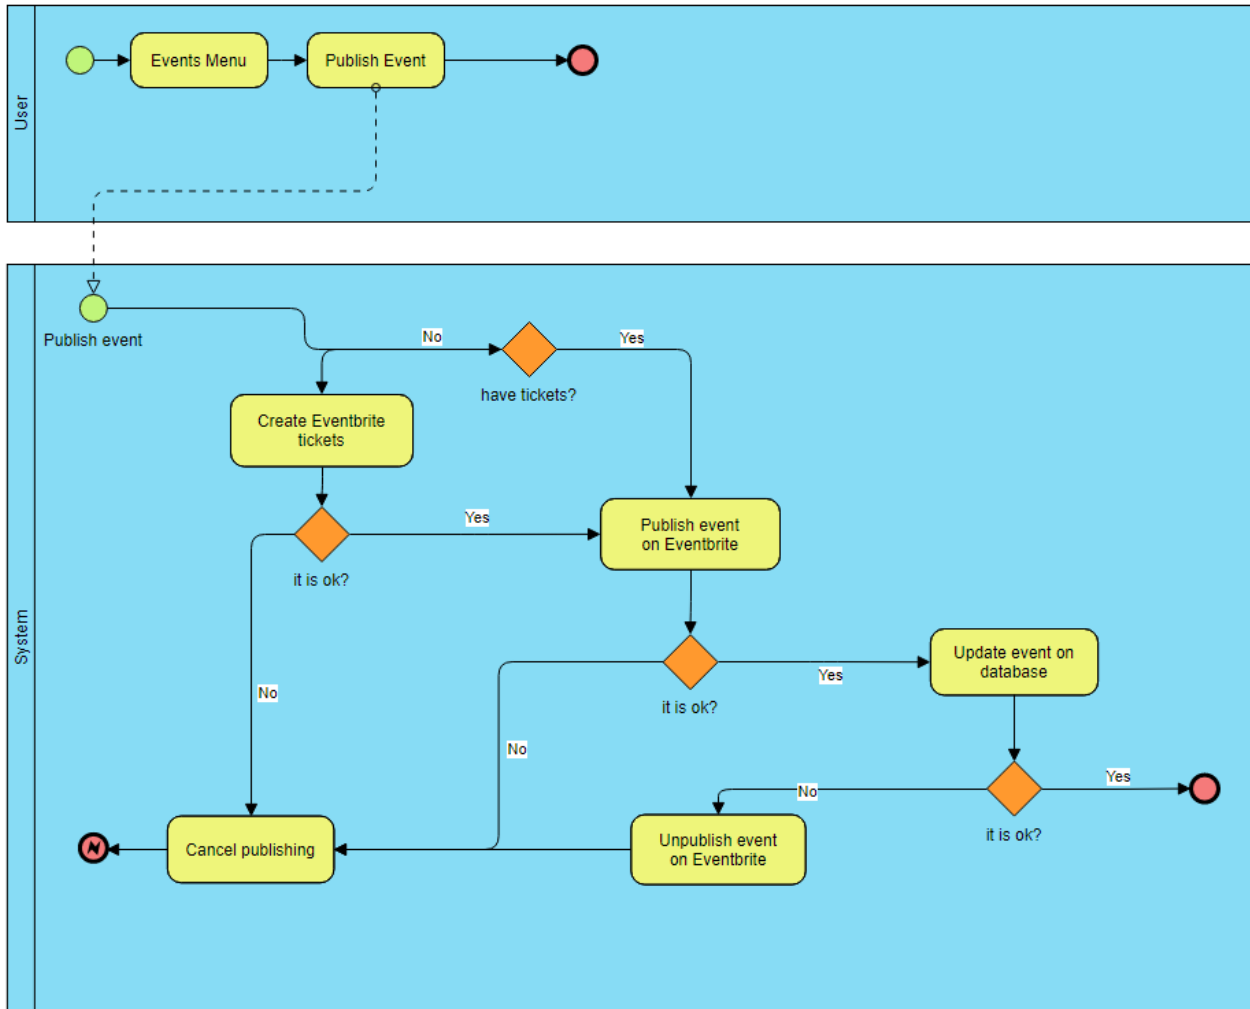 User
Events Menu
Publish Event
System
Publish event
No
Yes
have tickets?
Create Eventbrite
tickets
Yes
Publish event
on Eventbrite
it is ok?
No
Update event on
database
Yes
it is ok?
No
Yes
No
it is ok?
Cancel publishing
Unpublish event
on Eventbrite